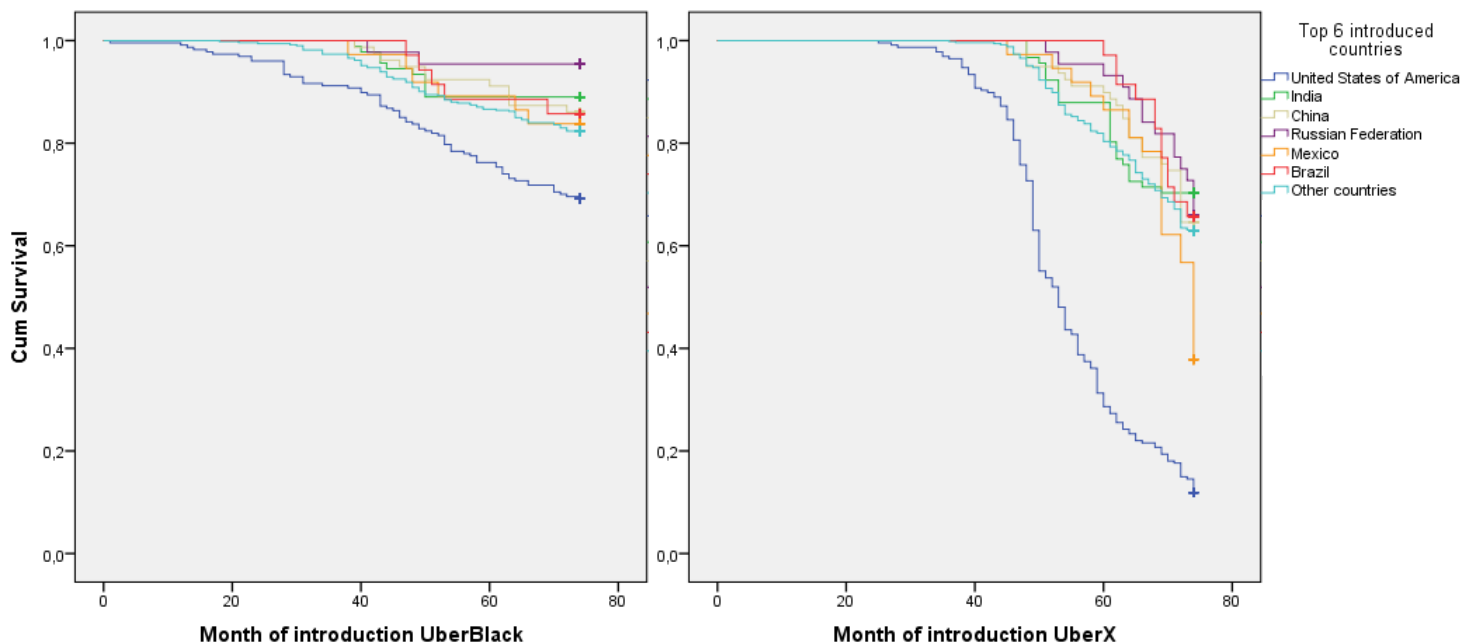 Cum Survival
1,0
0,8
0,6
0,4
0,2
0,0
0 20 40 60 80
Month of introduction UberBlack
1,0
0,8
0,6
0,4
0,2
0,0
0 20 40 60 80
Month of introduction UberX
Top 6 introduced
countries
United States of America
India
China
Russian Federation
Mexico
Brazil
Other countries